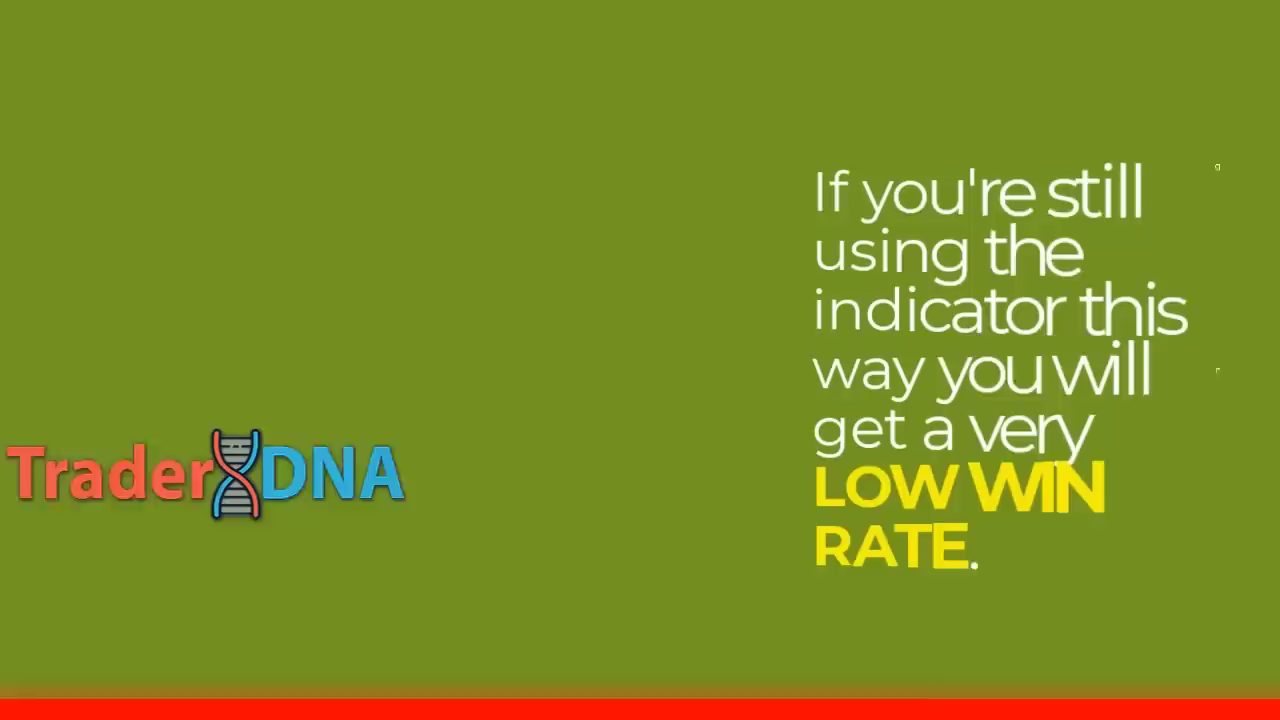 If you're still
using the
indicator this
way you will
get a very
LOW WIN
RATE.
TraderDNA